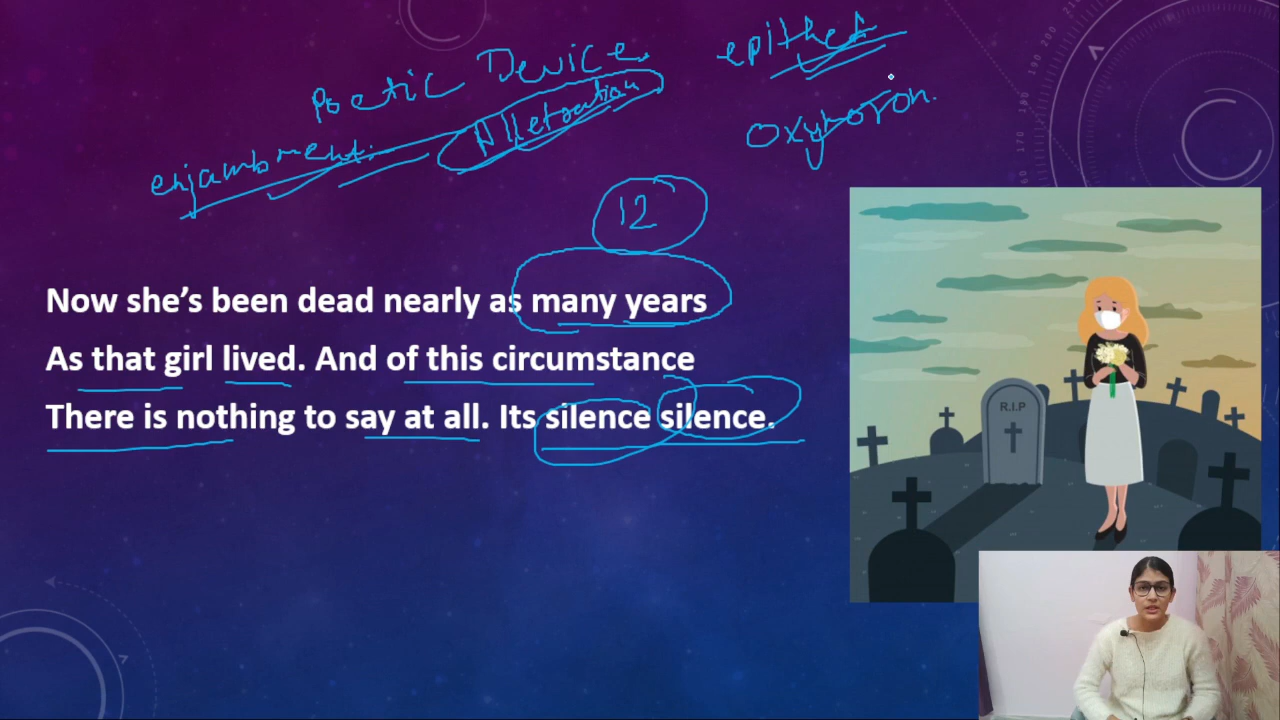 Poetic Device.
epithet
enjambment.
Alleteration
oxymoron.
12
Now she's been dead nearly as many years
As that girl lived. And of this circumstance
There is nothing to say at all. Its silence silence.
R.I.P